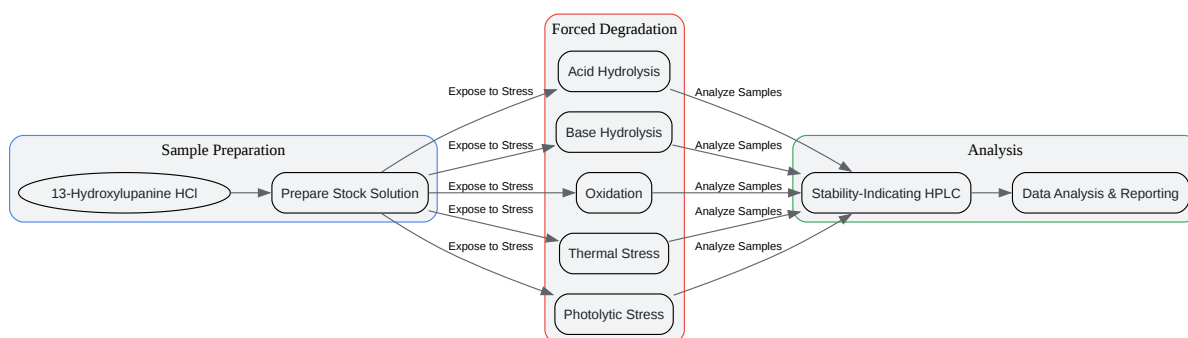 Sample Preparation
13-Hydroxylupanine HCl
Prepare Stock Solution
Expose to Stress
Expose to Stress
Expose to Stress
Expose to Stress
Expose to Stress
Forced Degradation
Acid Hydrolysis
Base Hydrolysis
Oxidation
Thermal Stress
Photolytic Stress
Analyze Samples
Analyze Samples
Analyze Samples
Analyze Samples
Analyze Samples
Analysis
Stability-Indicating HPLC
Data Analysis & Reporting